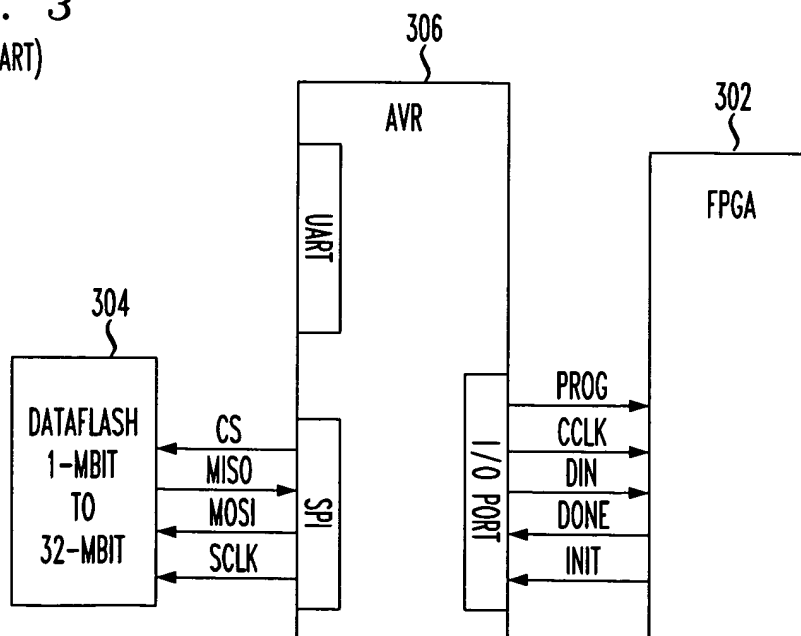 . 3
ART)
306
AVR
302
FPGA
UART
304
DATAFLASH
1-MBIT
TO
32-MBIT
CS
MISO
MOSI
SCLK
SPI
I/O PORT
PROG
CCLK
DIN
DONE
INIT